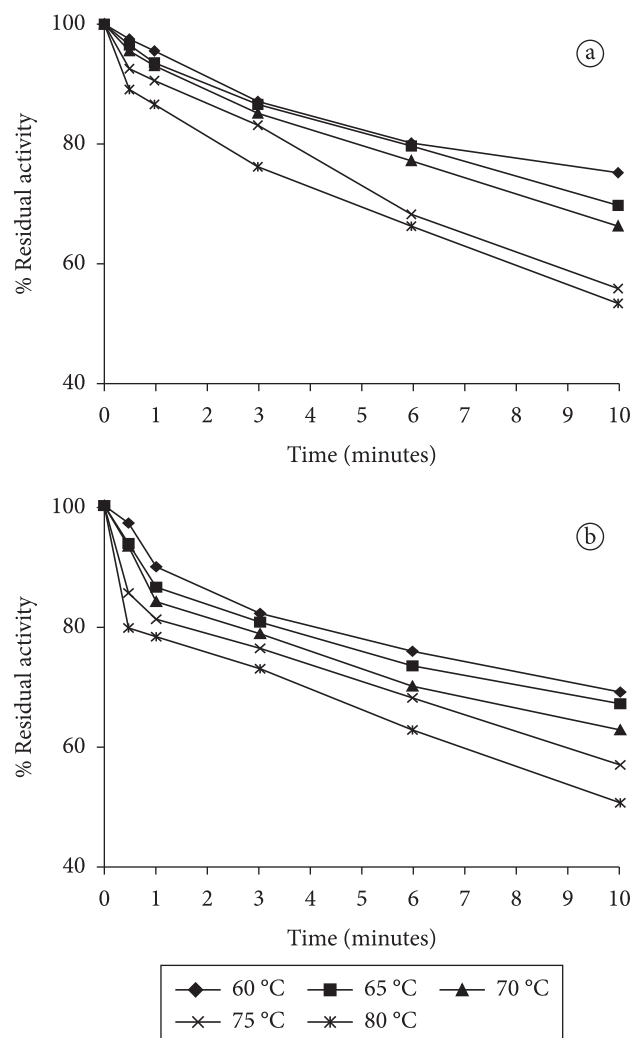 100
80
60
40
% Residual activity
a
0 1 2 3 4 5 6 7 8 9 10
Time (minutes)
100
80
60
40
% Residual activity
b
0 1 2 3 4 5 6 7 8 9 10
Time (minutes)
60 °C 65 °C 70 °C
75 °C 80 °C